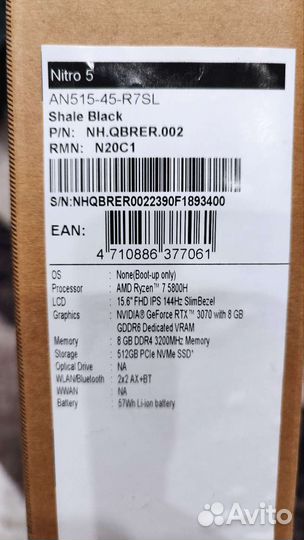 Nitro 5
AN515-45-R7SL
Shale Black
P/N: NH.QBRER.002
RMN: N20C1
S/N:NHQBRER0022390F1893400
EAN:
4 710886 377061
OS : None(Boot-up only)
Processor : AMD Ryzen™ 7 5800H
LCD : 15.6" FHD IPS 144Hz SlimBezel
Graphics : NVIDIA® GeForce RTX™ 3070 with 8 GB
GDDR6 Dedicated VRAM
Memory : 8 GB DDR4 3200MHz Memory
Storage : 512GB PCIe NVMe SSD*
Optical Drive : NA
WLAN/Bluetooth : 2x2 AX+BT
WWAN : NA
Battery : 57Wh Li-ion battery
Avito